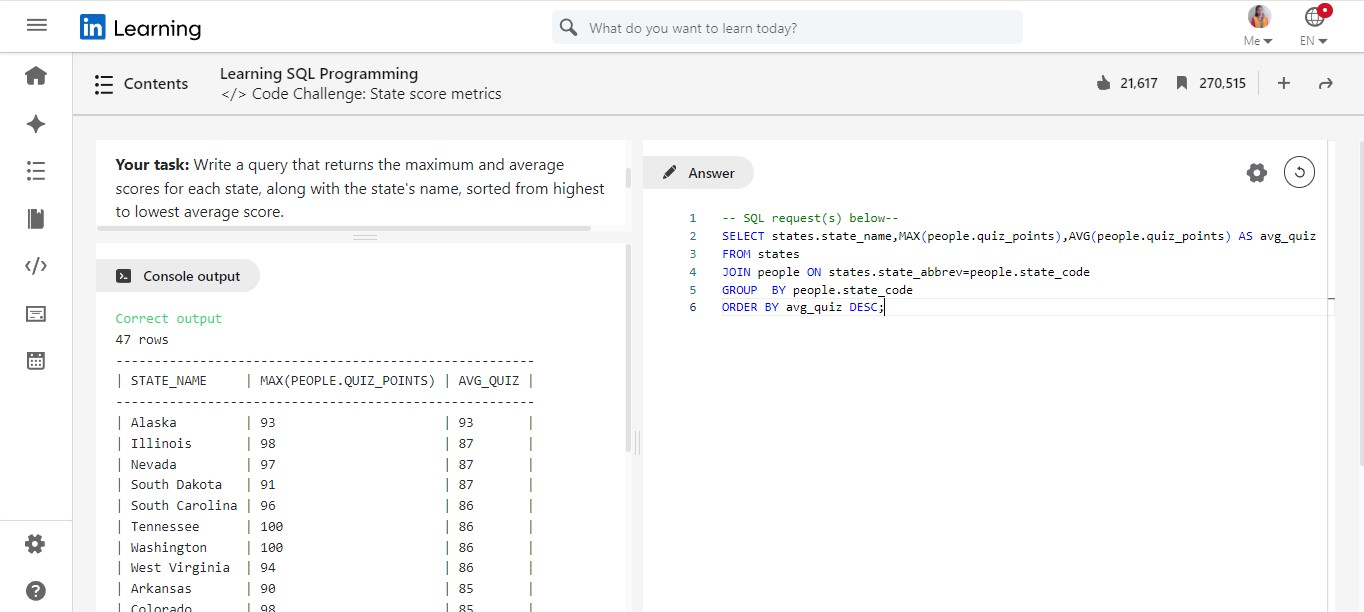 in Learning
What do you want to learn today?
Me
EN
Contents
Learning SQL Programming
</> Code Challenge: State score metrics
21,617
270,515
Your task: Write a query that returns the maximum and average
scores for each state, along with the state's name, sorted from highest
to lowest average score.
Console output
Correct output
47 rows
------------------------------------------------------
| STATE_NAME | MAX(PEOPLE.QUIZ_POINTS) | AVG_QUIZ |
------------------------------------------------------
| Alaska | 93 | 93 |
| Illinois | 98 | 87 |
| Nevada | 97 | 87 |
| South Dakota | 91 | 87 |
| South Carolina | 96 | 86 |
| Tennessee | 100 | 86 |
| Washington | 100 | 86 |
| West Virginia | 94 | 86 |
| Arkansas | 90 | 85 |
| Colorado | 98 | 85 |
Answer
1 -- SQL request(s) below--
2 SELECT states.state_name,MAX(people.quiz_points),AVG(people.quiz_points) AS avg_quiz
3 FROM states
4 JOIN people ON states.state_abbrev=people.state_code
5 GROUP  BY people.state_code
6 ORDER BY avg_quiz DESC;